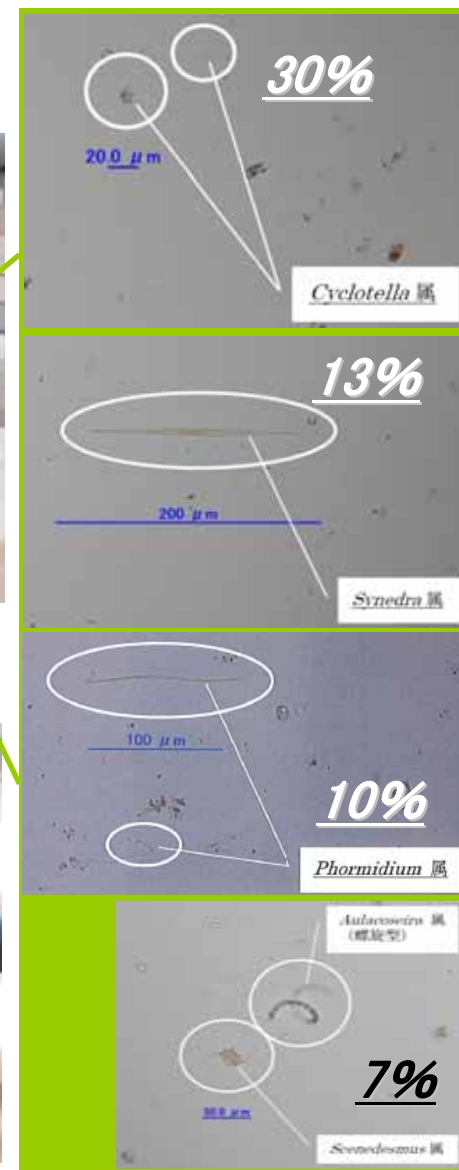 30%
20.0 μm
Cyclotella 属
13%
200 μm
Synedra 属
100 μm
10%
Phormidium 属
Aulacoseira 属
(螺旋型)
7%
Scenedesmus 属